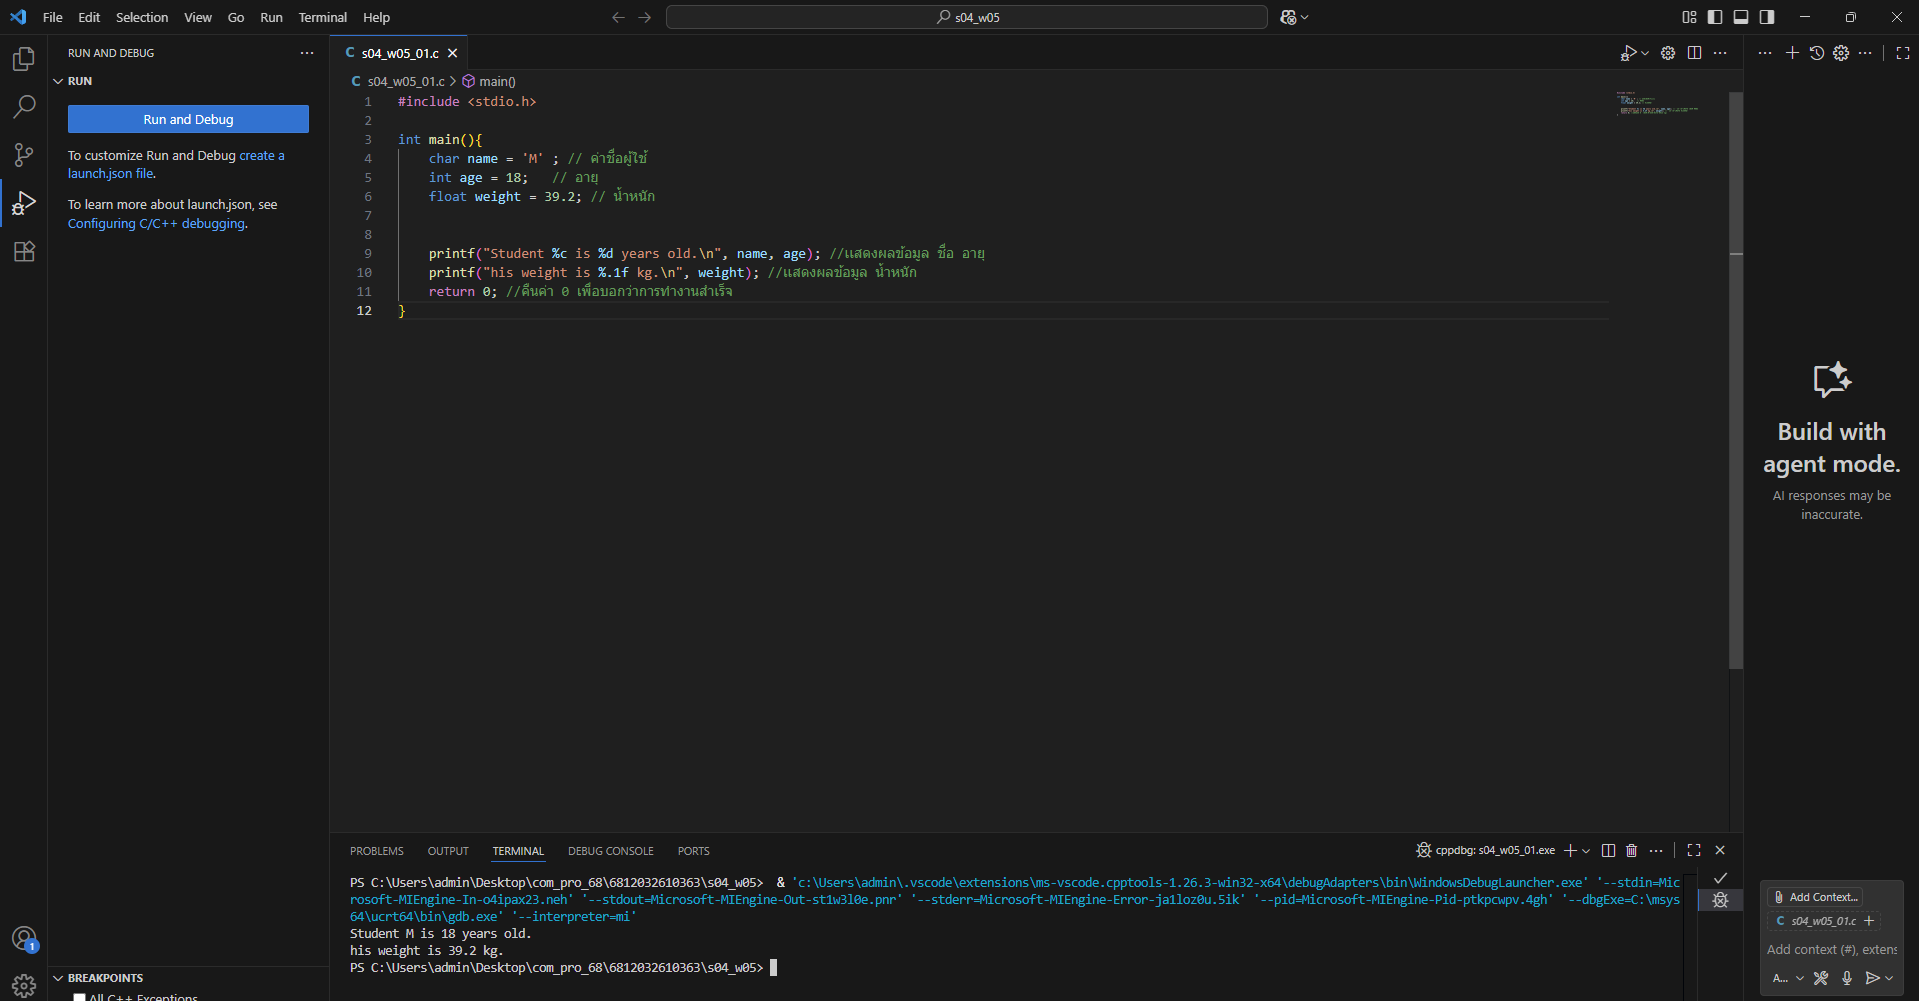 File Edit Selection View Go Run Terminal Help
s04_w05
RUN AND DEBUG
RUN
Run and Debug
To customize Run and Debug create a
launch.json file.
To learn more about launch.json, see
Configuring C/C++ debugging.
C s04_w05_01.c
C s04_w05_01.c > main()
1 #include <stdio.h>
2
3 int main(){
4 char name = 'M' ; // ค่าชื่อผู้ใช้
5 int age = 18; // อายุ
6 float weight = 39.2; // น้ำหนัก
7
8
9 printf("Student %c is %d years old.\n", name, age); //แสดงผลข้อมูล ชื่อ อายุ
10 printf("his weight is %.1f kg.\n", weight); //แสดงผลข้อมูล น้ำหนัก
11 return 0; //คืนค่า 0 เพื่อบอกว่าการทำงานสำเร็จ
12 }
Build with
agent mode.
AI responses may be
inaccurate.
PROBLEMS OUTPUT TERMINAL DEBUG CONSOLE PORTS
cppdbg: s04_w05_01.exe
PS C:\Users\admin\Desktop\com_pro_68\6812032610363\s04_w05> & 'c:\Users\admin\.vscode\extensions\ms-vscode.cpptools-1.26.3-win32-x64\debugAdapters\bin\WindowsDebugLauncher.exe' '--stdin=Mic
rosoft-MIEngine-In-o4ipax23.neh' '--stdout=Microsoft-MIEngine-Out-st1w3l0e.pnr' '--stderr=Microsoft-MIEngine-Error-ja1loz0u.5ik' '--pid=Microsoft-MIEngine-Pid-ptkpcwpv.4gh' '--dbgExe=C:\msys
64\ucrt64\bin\gdb.exe' '--interpreter=mi'
Student M is 18 years old.
his weight is 39.2 kg.
PS C:\Users\admin\Desktop\com_pro_68\6812032610363\s04_w05>
Add Context...
C s04_w05_01.c +
Add context (#), extens
A...
1
BREAKPOINTS
All C++ Exceptions